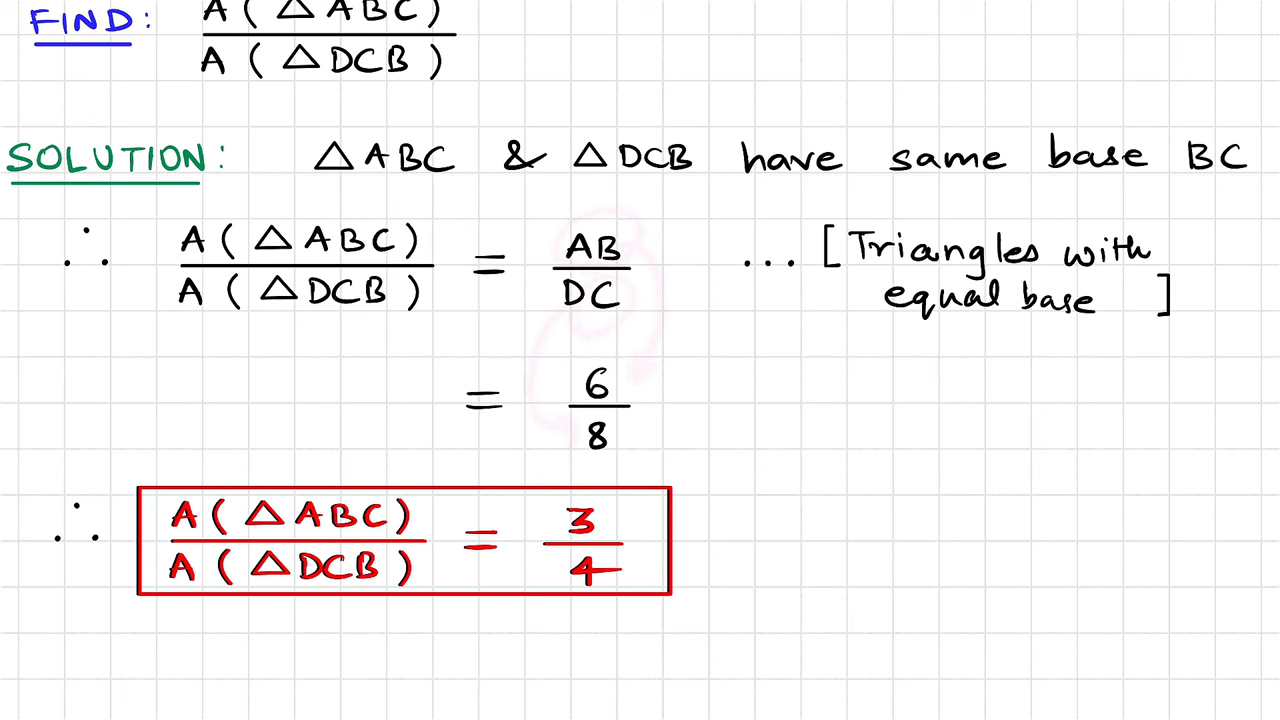 FIND: A ( △ ABC )
A ( △ DCB )
SOLUTION: △ ABC & △ DCB have same base BC
∴ A ( △ ABC ) / A ( △ DCB ) = AB / DC ... [ Triangles with
equal base ]
= 6 / 8
∴ A ( △ ABC ) / A ( △ DCB ) = 3 / 4